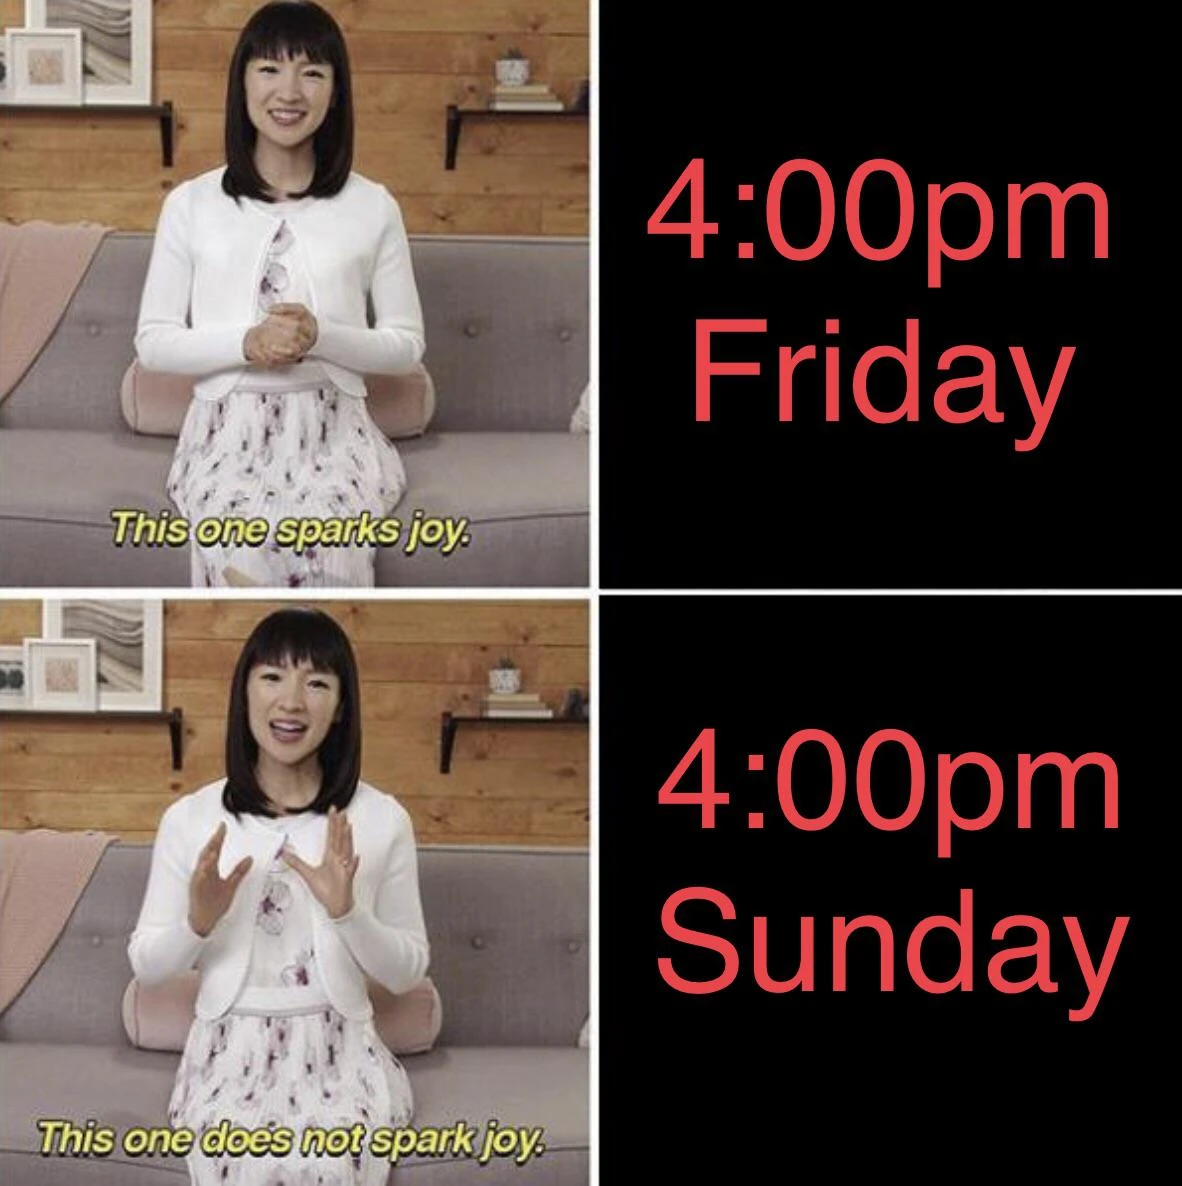 4:00pm
Friday
This one sparks joy.
4:00pm
Sunday
This one does not spark joy.